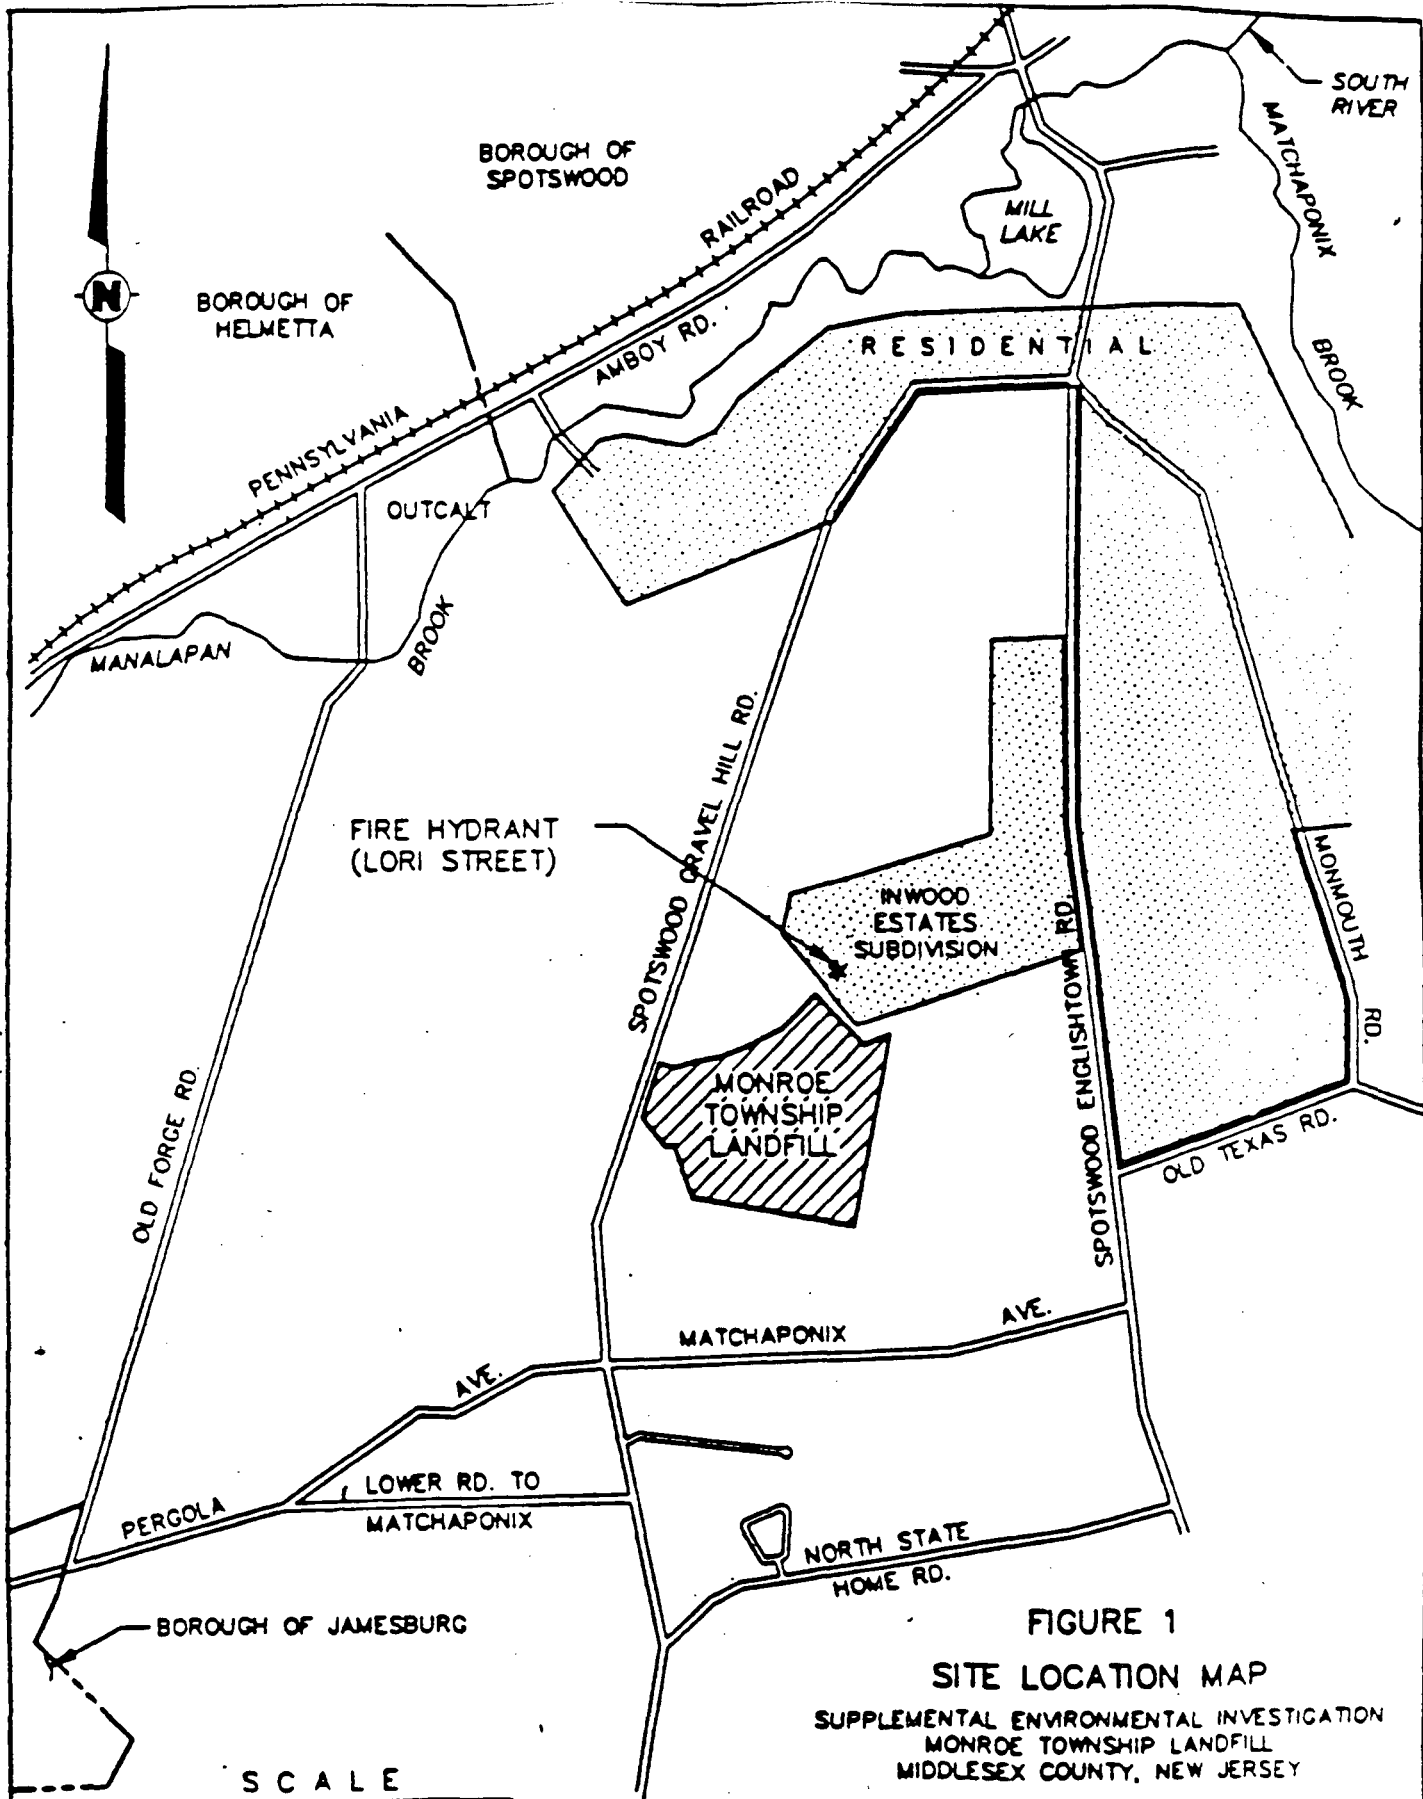 SOUTH
RIVER
BOROUGH OF
SPOTSWOOD
MATCHAPONIX
BROOK
RAILROAD
MILL
LAKE
N
BOROUGH OF
HELMETTA
AMBOY RD.
RESIDENTIAL
PENNSYLVANIA
OUTCALT
BROOK
MANALAPAN
SPOTSWOOD GRAVEL HILL RD.
FIRE HYDRANT
(LORI STREET)
INWOOD
ESTATES
SUBDIVISION
MONMOUTH
RD.
SPOTSWOOD ENGLISHTOWN RD.
MONROE
TOWNSHIP
LANDFILL
OLD FORGE RD.
OLD TEXAS RD.
MATCHAPONIX
AVE.
AVE.
LOWER RD. TO
MATCHAPONIX
PERGOLA
NORTH STATE
HOME RD.
BOROUGH OF JAMESBURG
FIGURE 1
SITE LOCATION MAP
SUPPLEMENTAL ENVIRONMENTAL INVESTIGATION
MONROE TOWNSHIP LANDFILL
MIDDLESEX COUNTY, NEW JERSEY
SCALE